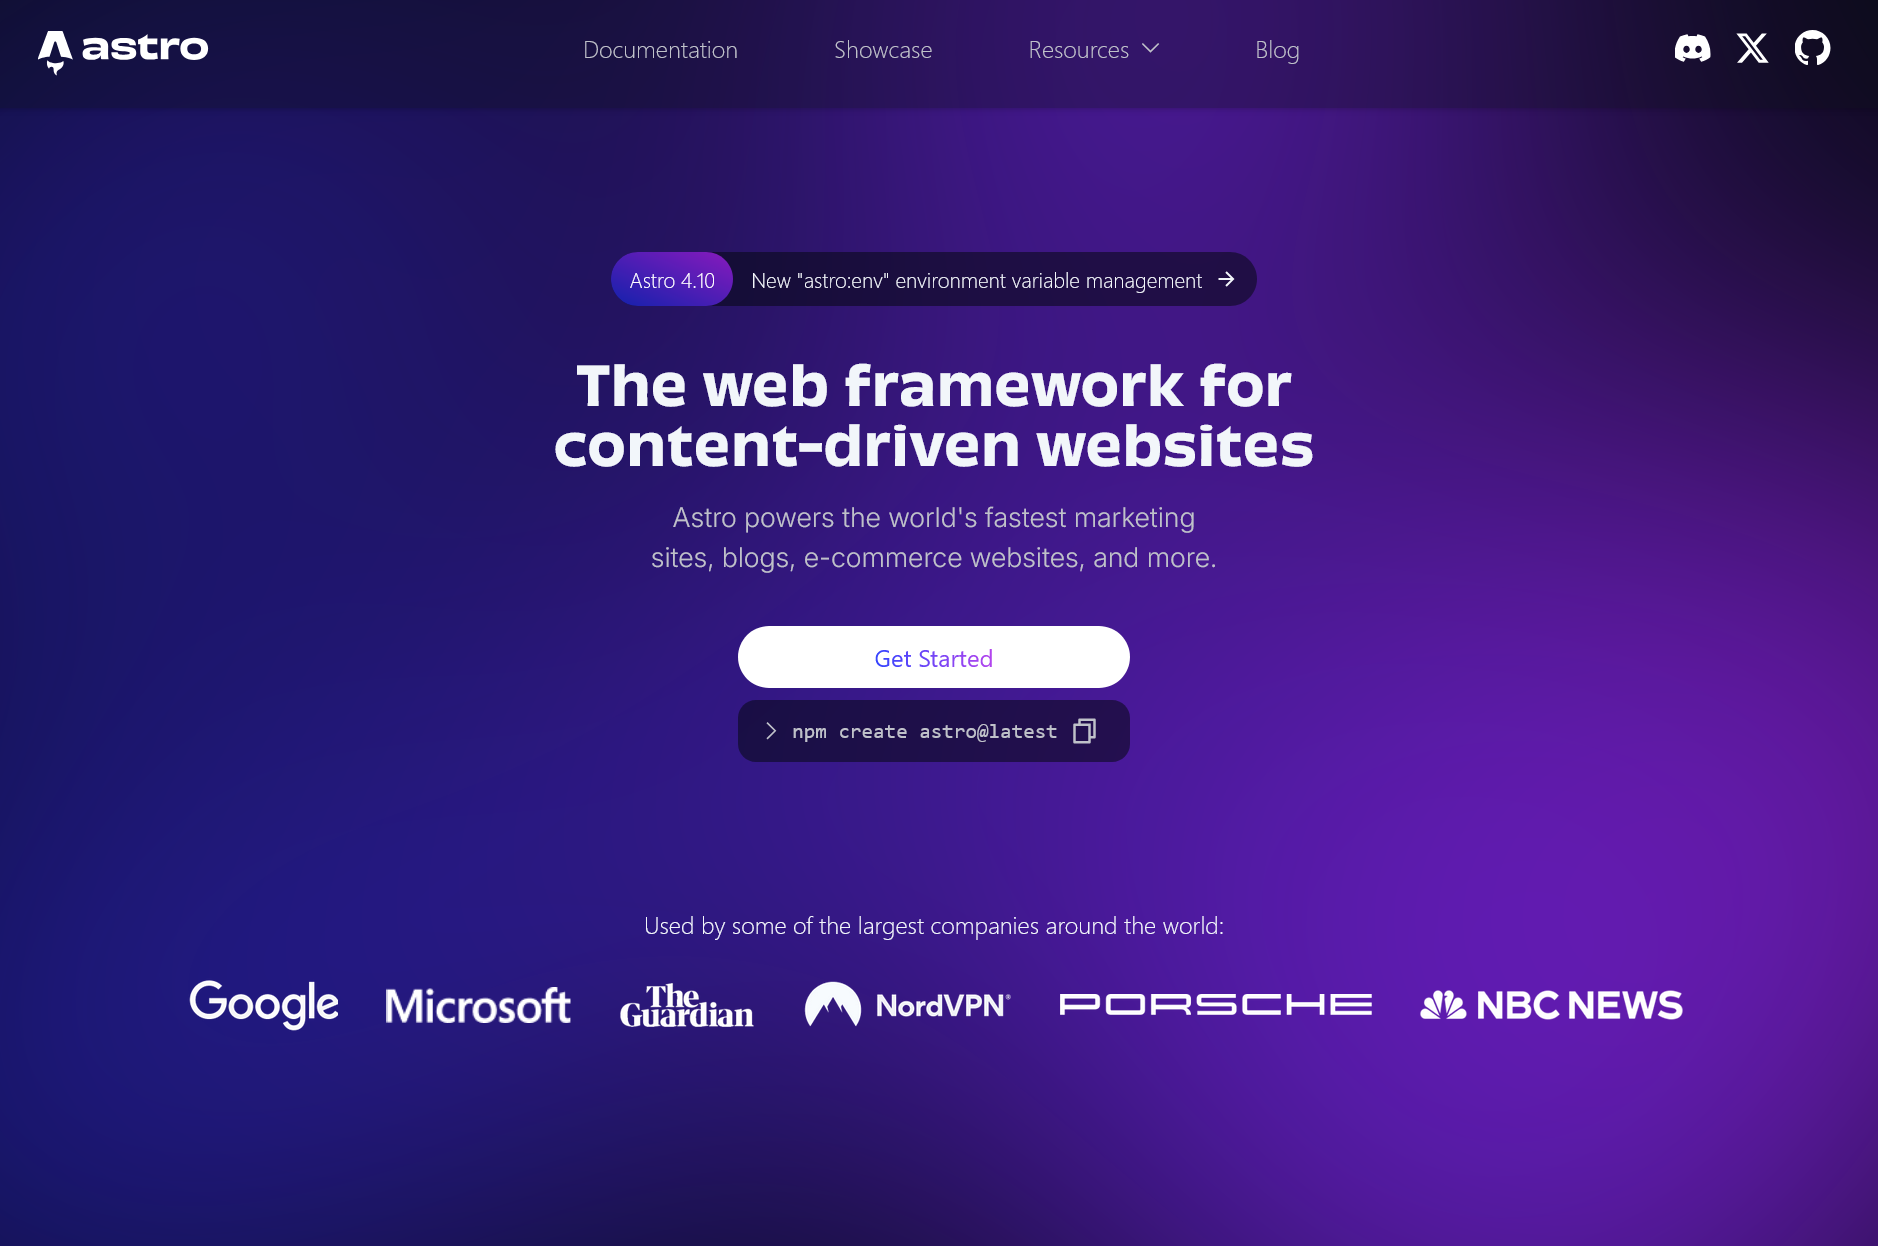 astro
Documentation
Showcase
Resources
Blog
Astro 4.10
New "astro:env" environment variable management
The web framework for
content-driven websites
Astro powers the world's fastest marketing
sites, blogs, e-commerce websites, and more.
Get Started
npm create astro@latest
Used by some of the largest companies around the world:
Google
Microsoft
The
Guardian
NordVPN®
PORSCHE
NBC NEWS